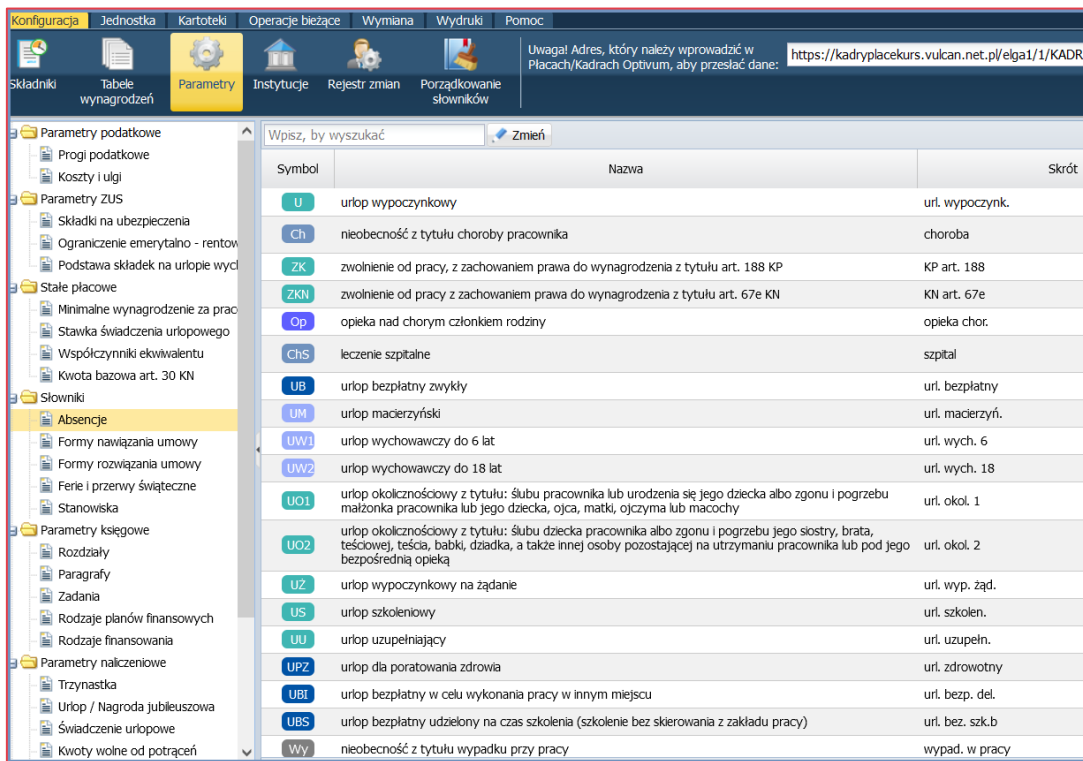 Konfiguracja Jednostka Kartoteki Operacje bieżące Wymiana Wydruki Pomoc
Składniki
Tabele
wynagrodzeń
Parametry
Instytucje
Rejestr zmian
Porządkowanie
słowników
Uwaga! Adres, który należy wprowadzić w
Płacach/Kadrach Optivum, aby przesłać dane:
https://kadryplacekurs.vulcan.net.pl/elga1/1/KADR
Parametry podatkowe
Progi podatkowe
Koszty i ulgi
Parametry ZUS
Składki na ubezpieczenia
Ograniczenie emerytalno - rentow
Podstawa składek na urlopie wycl
Stałe płacowe
Minimalne wynagrodzenie za prac
Stawka świadczenia urlopowego
Współczynniki ekwiwalentu
Kwota bazowa art. 30 KN
Słowniki
Absencje
Formy nawiązania umowy
Formy rozwiązania umowy
Ferie i przerwy świąteczne
Stanowiska
Parametry księgowe
Rozdziały
Paragrafy
Zadania
Rodzaje planów finansowych
Rodzaje finansowania
Parametry naliczeniowe
Trzynastka
Urlop / Nagroda jubileuszowa
Świadczenie urlopowe
Kwoty wolne od potrąceń
Wpisz, by wyszukać
Zmień
Symbol Nazwa Skrót
U urlop wypoczynkowy url. wypoczynk.
Ch nieobecność z tytułu choroby pracownika choroba
ZK zwolnienie od pracy, z zachowaniem prawa do wynagrodzenia z tytułu art. 188 KP KP art. 188
ZKN zwolnienie od pracy z zachowaniem prawa do wynagrodzenia z tytułu art. 67e KN KN art. 67e
Op opieka nad chorym członkiem rodziny opieka chor.
ChS leczenie szpitalne szpital
UB urlop bezpłatny zwykły url. bezpłatny
UM urlop macierzyński url. macierzyń.
UW1 urlop wychowawczy do 6 lat url. wych. 6
UW2 urlop wychowawczy do 18 lat url. wych. 18
urlop okolicznościowy z tytułu: ślubu pracownika lub urodzenia się jego dziecka albo zgonu i pogrzebu
UO1 małżonka pracownika lub jego dziecka, ojca, matki, ojczyma lub macochy url. okol. 1
urlop okolicznościowy z tytułu: ślubu dziecka pracownika albo zgonu i pogrzebu jego siostry, brata,
UO2 teściowej, teścia, babki, dziadka, a także innej osoby pozostającej na utrzymaniu pracownika lub pod jego url. okol. 2
bezpośrednią opieką
UŻ urlop wypoczynkowy na żądanie url. wyp. żąd.
US urlop szkoleniowy url. szkolen.
UU urlop uzupełniający url. uzupełn.
UPZ urlop dla poratowania zdrowia url. zdrowotny
UBI urlop bezpłatny w celu wykonania pracy w innym miejscu url. bezp. del.
UBS urlop bezpłatny udzielony na czas szkolenia (szkolenie bez skierowania z zakładu pracy) url. bez. szk.b
Wy nieobecność z tytułu wypadku przy pracy wypad. w pracy